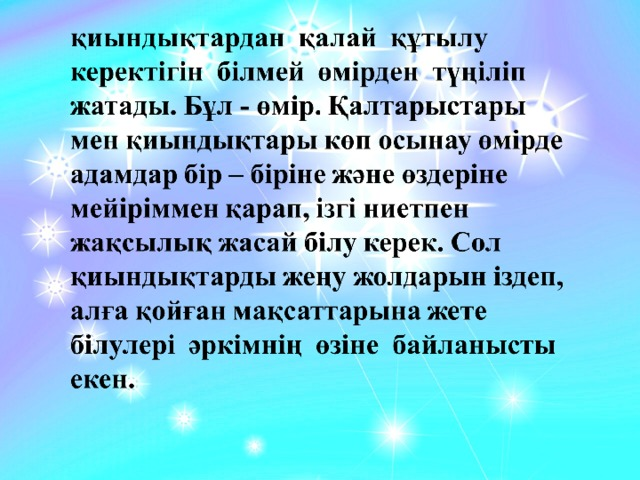 қиындықтардан қалай құтылу
керектігін білмей өмірден түңіліп
жатады. Бұл - өмір. Қалтарыстары
мен қиындықтары көп осынау өмірде
адамдар бір – біріне және өздеріне
мейіріммен қарап, ізгі ниетпен
жақсылық жасай білу керек. Сол
қиындықтарды жеңу жолдарын іздеп,
алға қойған мақсаттарына жете
білулері әркімнің өзіне байланысты
екен.